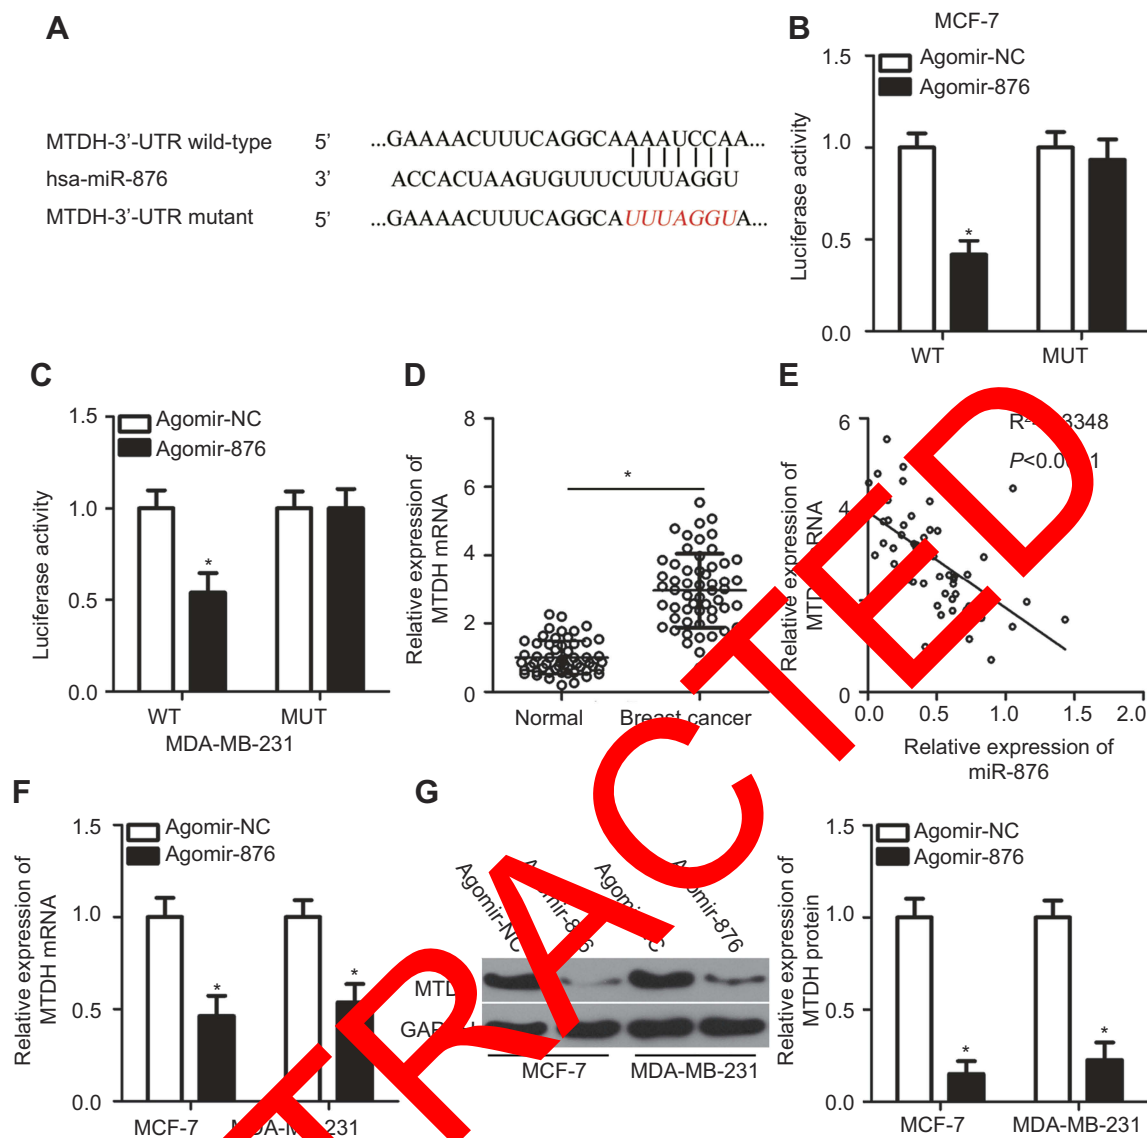 A
MTDH-3'-UTR wild-type 5' ...GAAAACUUUCAGGCAAAAUCCAA...
hsa-miR-876 3' ACCACUAAGUGUUUCUUUAGGU
MTDH-3'-UTR mutant 5' ...GAAAACUUUCAGGCAUUUAGGUA...
B
MCF-7
Agomir-NC
Agomir-876
Luciferase activity
1.5
1.0
0.5
0.0
WT MUT
C
Agomir-NC
Agomir-876
Luciferase activity
1.5
1.0
0.5
0.0
*
WT MUT
MDA-MB-231
D
Relative expression of
MTDH mRNA
8
6
4
2
0
*
Normal Breast cancer
E
Relative expression of
6
4
0
0.0 0.5 1.0 1.5 2.0
Relative expression of
miR-876
F
Agomir-NC
Agomir-876
Relative expression of
MTDH mRNA
1.5
1.0
0.5
0.0
* *
MCF-7
G
Agomir-NC
Agomir-876
MCF-7 MDA-MB-231
Agomir-NC
Agomir-876
Relative expression of
MTDH protein
1.5
1.0
0.5
0.0
* *
MCF-7 MDA-MB-231
TRACTED